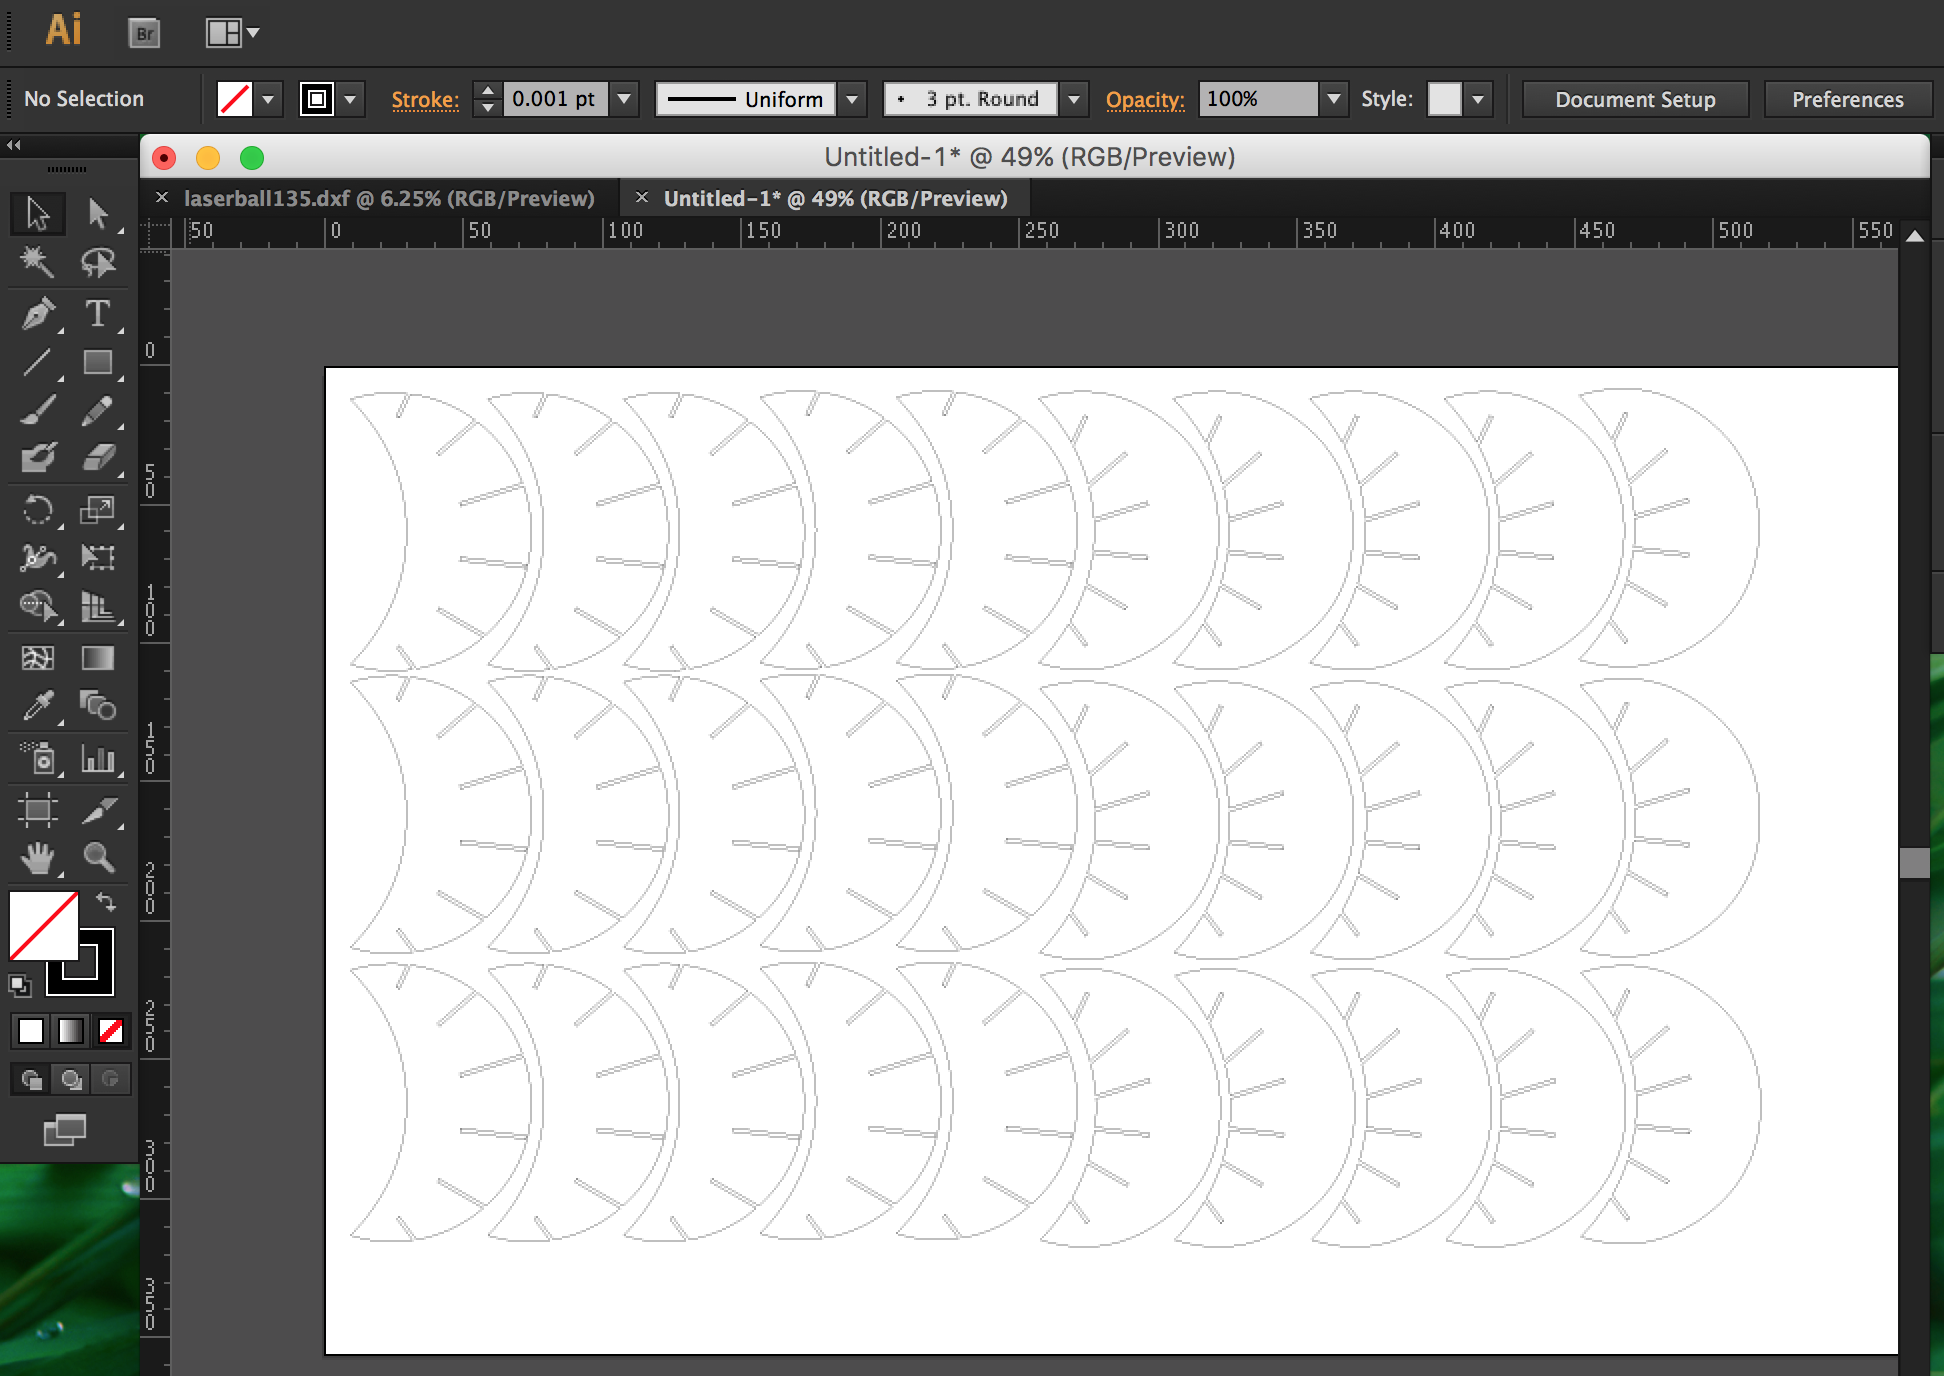 Ai Br
No Selection Stroke: 0.001 pt Uniform 3 pt. Round Opacity: 100% Style: Document Setup Preferences
Untitled-1* @ 49% (RGB/Preview)
laserball135.dxf @ 6.25% (RGB/Preview) Untitled-1* @ 49% (RGB/Preview)
50 0 50 100 150 200 250 300 350 400 450 500 550
0
50
100
150
200
250
300
350
T